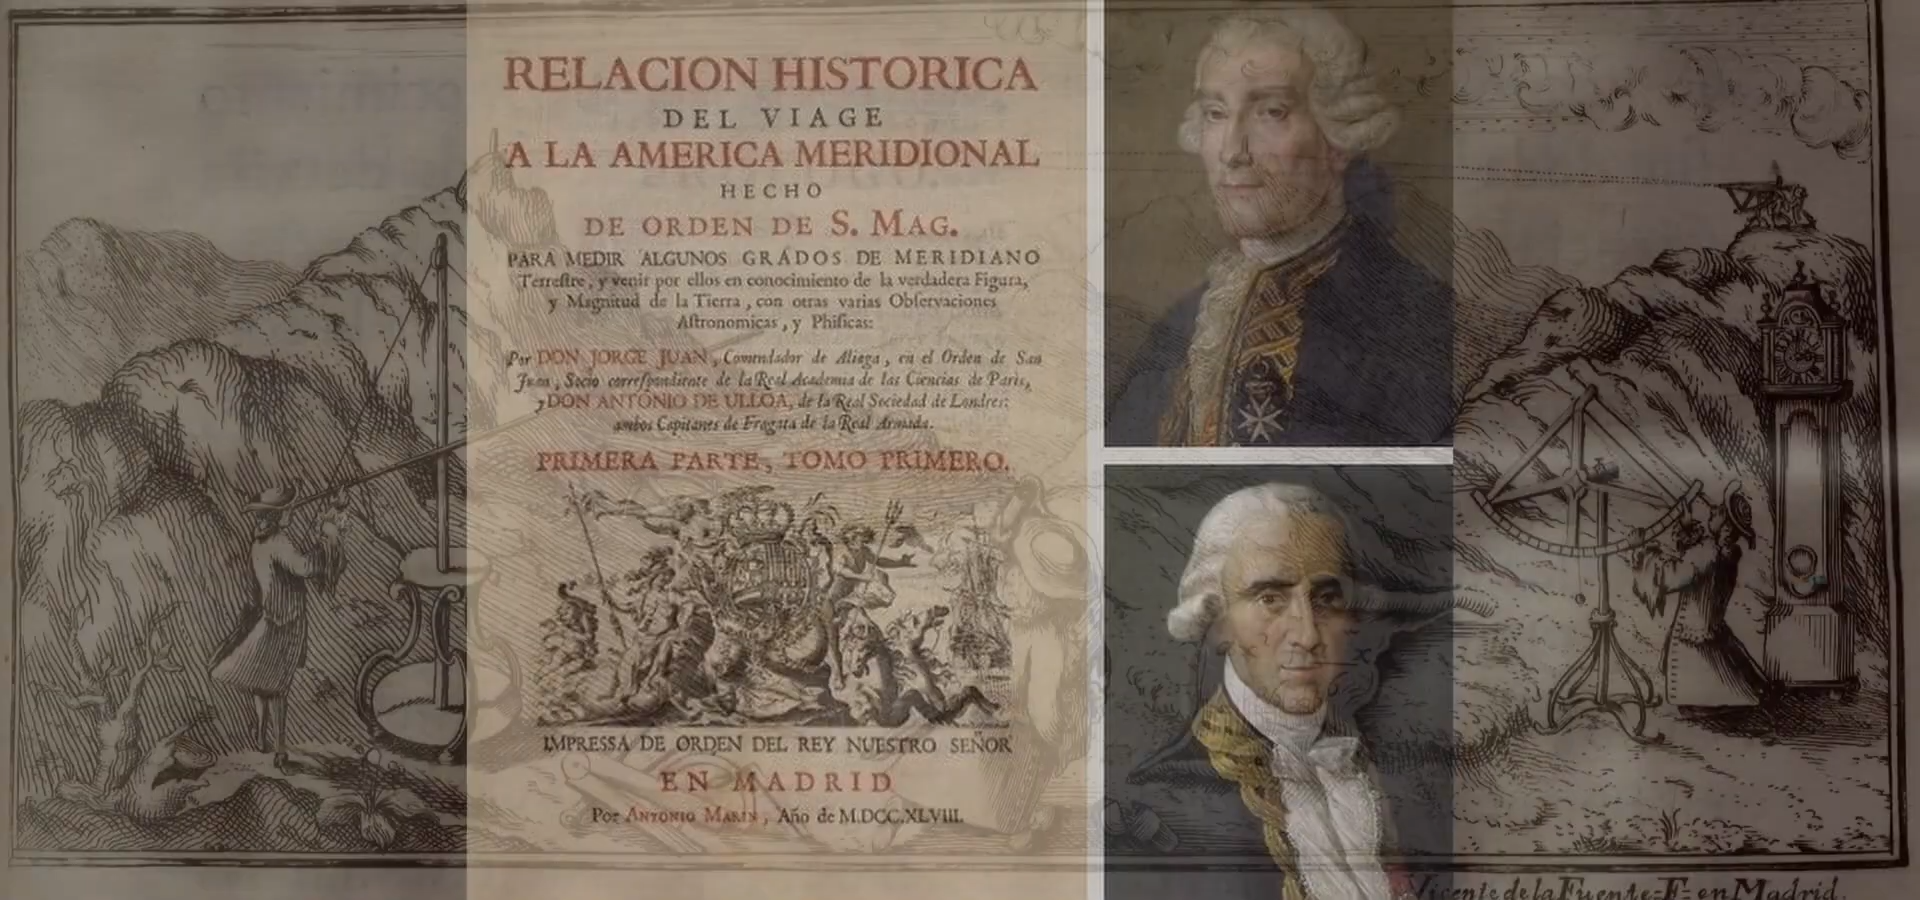 RELACION HISTORICA
DEL VIAGE
A LA AMERICA MERIDIONAL
HECHO
DE ORDEN DE S. MAG.
PARA MEDIR ALGUNOS GRADOS DE MERIDIANO
Terreſtre, y venir por ellos en conocimiento de la verdadera Figura,
y Magnitud de la Tierra, con otras varias Obſervaciones
Aſtronomicas, y Phiſicas:
Por DON JORGE JUAN, Comendador de Aliaga, en el Orden de San
Juan, Socio correſpondiente de la Real Academia de las Ciencias de Paris,
y DON ANTONIO DE ULLOA, de la Real Sociedad de Londres:
ambos Capitanes de Fragata de la Real Armada.
PRIMERA PARTE, TOMO PRIMERO.
IMPRESSA DE ORDEN DEL REY NUESTRO SEÑOR
EN MADRID
Por ANTONIO MARIN, Año de M.DCC.XLVIII.
Vicente de la Fuente F. en Madrid.